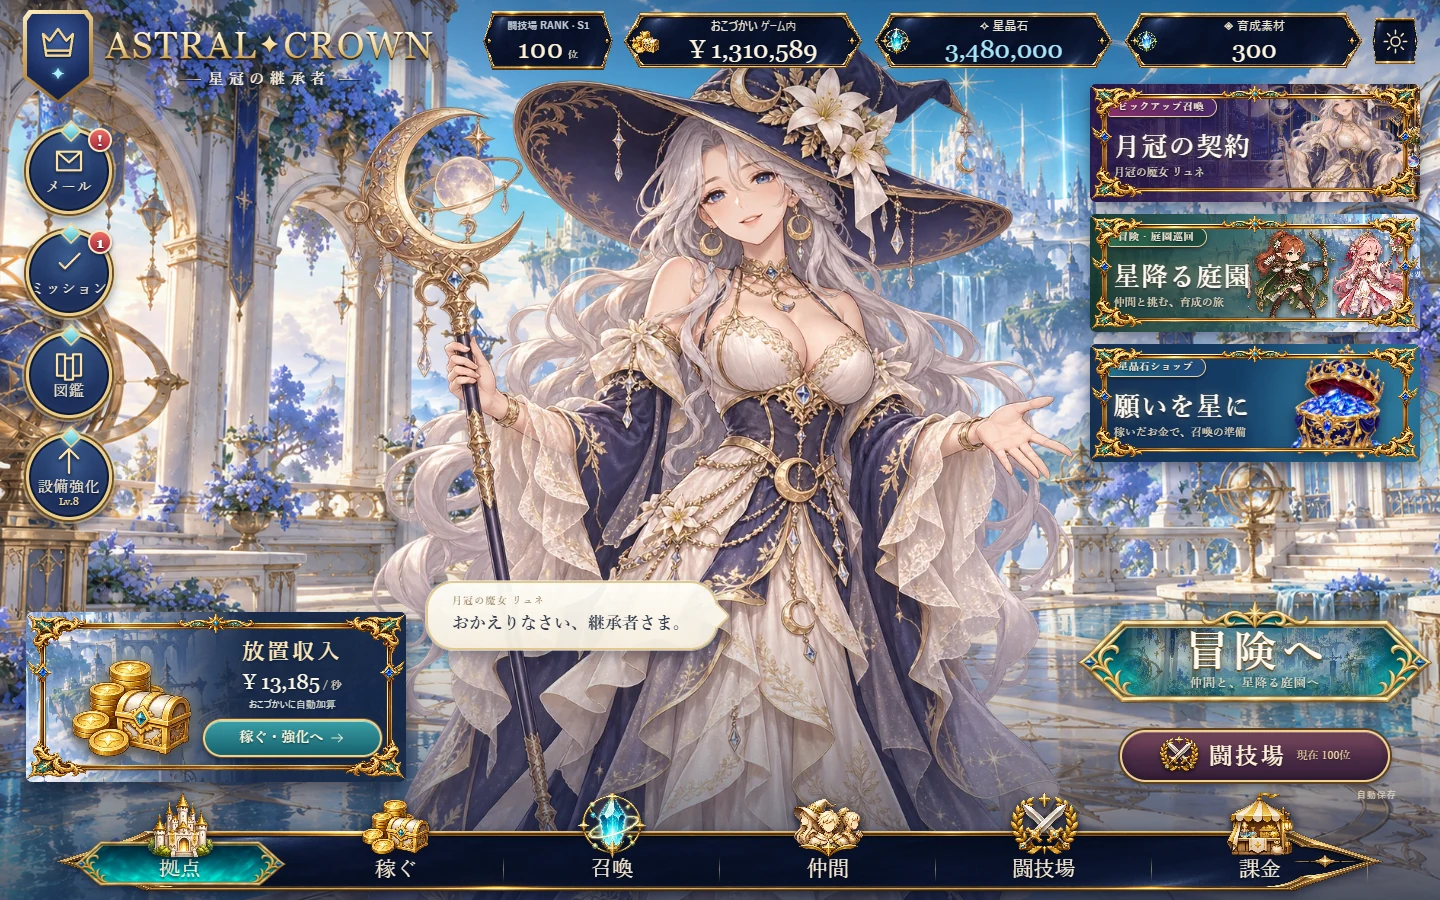 ASTRAL✦CROWN
星冠の継承者
闘技場 RANK · S1
100 位
おこづかい ゲーム内
¥ 1,310,589
✧ 星晶石
3,480,000
◈ 育成素材
300
!
メール
1
ミッション
図鑑
設備強化
Lv.8
ピックアップ召喚
月冠の契約
月冠の魔女 リュネ
冒険 · 庭園巡回
星降る庭園
仲間と挑む、育成の旅
星晶石ショップ
願いを星に
稼いだお金で、召喚の準備
月冠の魔女 リュネ
おかえりなさい、継承者さま。
放置収入
¥ 13,185 / 秒
おこづかいに自動加算
稼ぐ・強化へ →
冒険へ
仲間と、星降る庭園へ
闘技場 現在 100位
自動保存
拠点
稼ぐ
召喚
仲間
闘技場
課金